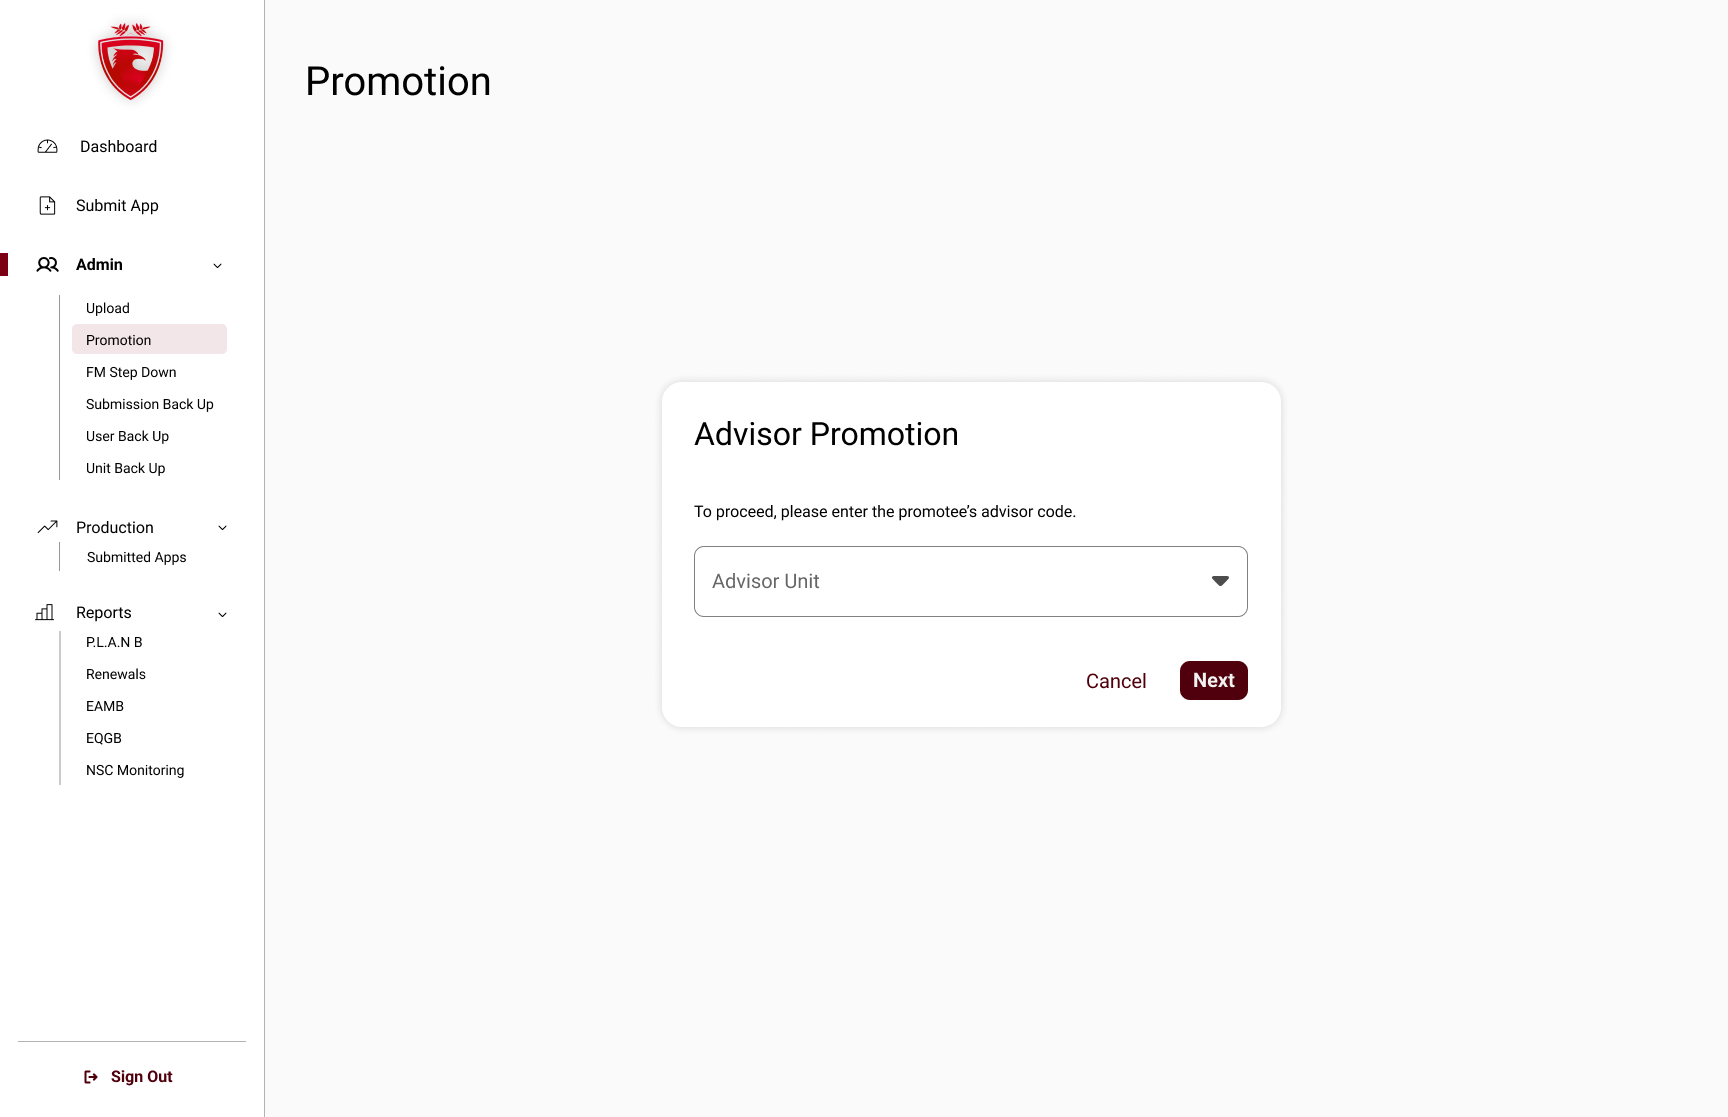 Promotion
Dashboard
Submit App
Admin
Upload
Promotion
FM Step Down
Submission Back Up
User Back Up
Unit Back Up
Production
Submitted Apps
Reports
P.L.A.N B
Renewals
EAMB
EQGB
NSC Monitoring
Sign Out
Advisor Promotion
To proceed, please enter the promotee’s advisor code.
Advisor Unit
Cancel
Next